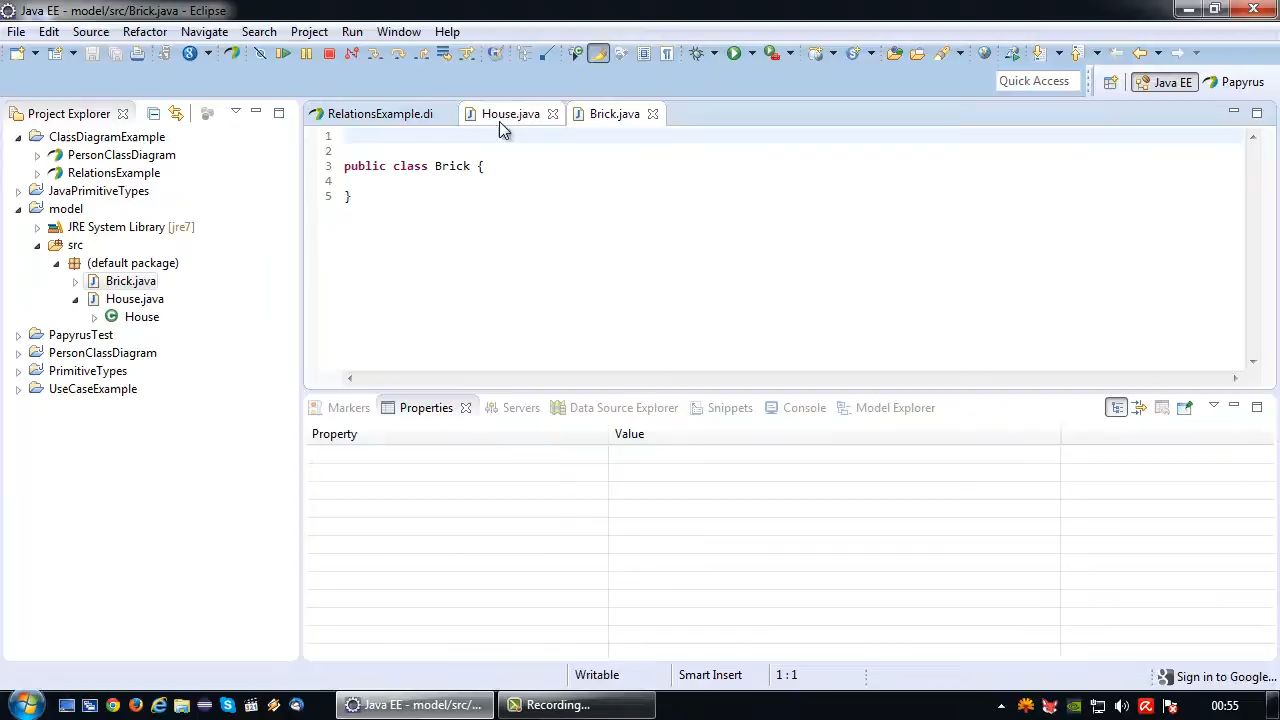 Java EE - model/src/Brick.java - Eclipse
File Edit Source Refactor Navigate Search Project Run Window Help
Quick Access Java EE Papyrus
Project Explorer
RelationsExample.di House.java Brick.java
ClassDiagramExample
PersonClassDiagram
RelationsExample
JavaPrimitiveTypes
model
JRE System Library [jre7]
src
(default package)
Brick.java
House.java
House
PapyrusTest
PersonClassDiagram
PrimitiveTypes
UseCaseExample
1
2
3 public class Brick {
4
5 }
Markers Properties Servers Data Source Explorer Snippets Console Model Explorer
Property Value
Writable Smart Insert 1 : 1 Sign in to Google...
Java EE - model/src/... Recording... 00:55